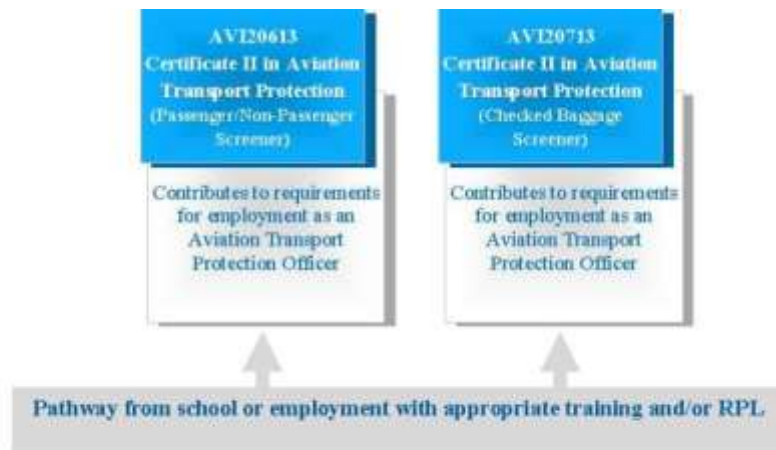 AVI20613
Certificate II in Aviation
Transport Protection
(Passenger/Non-Passenger
Screener)
Contributes to requirements
for employment as an
Aviation Transport
Protection Officer
AVI20713
Certificate II in Aviation
Transport Protection
(Checked Baggage
Screener)
Contributes to requirements
for employment as an
Aviation Transport
Protection Officer
Pathway from school or employment with appropriate training and/or RPL